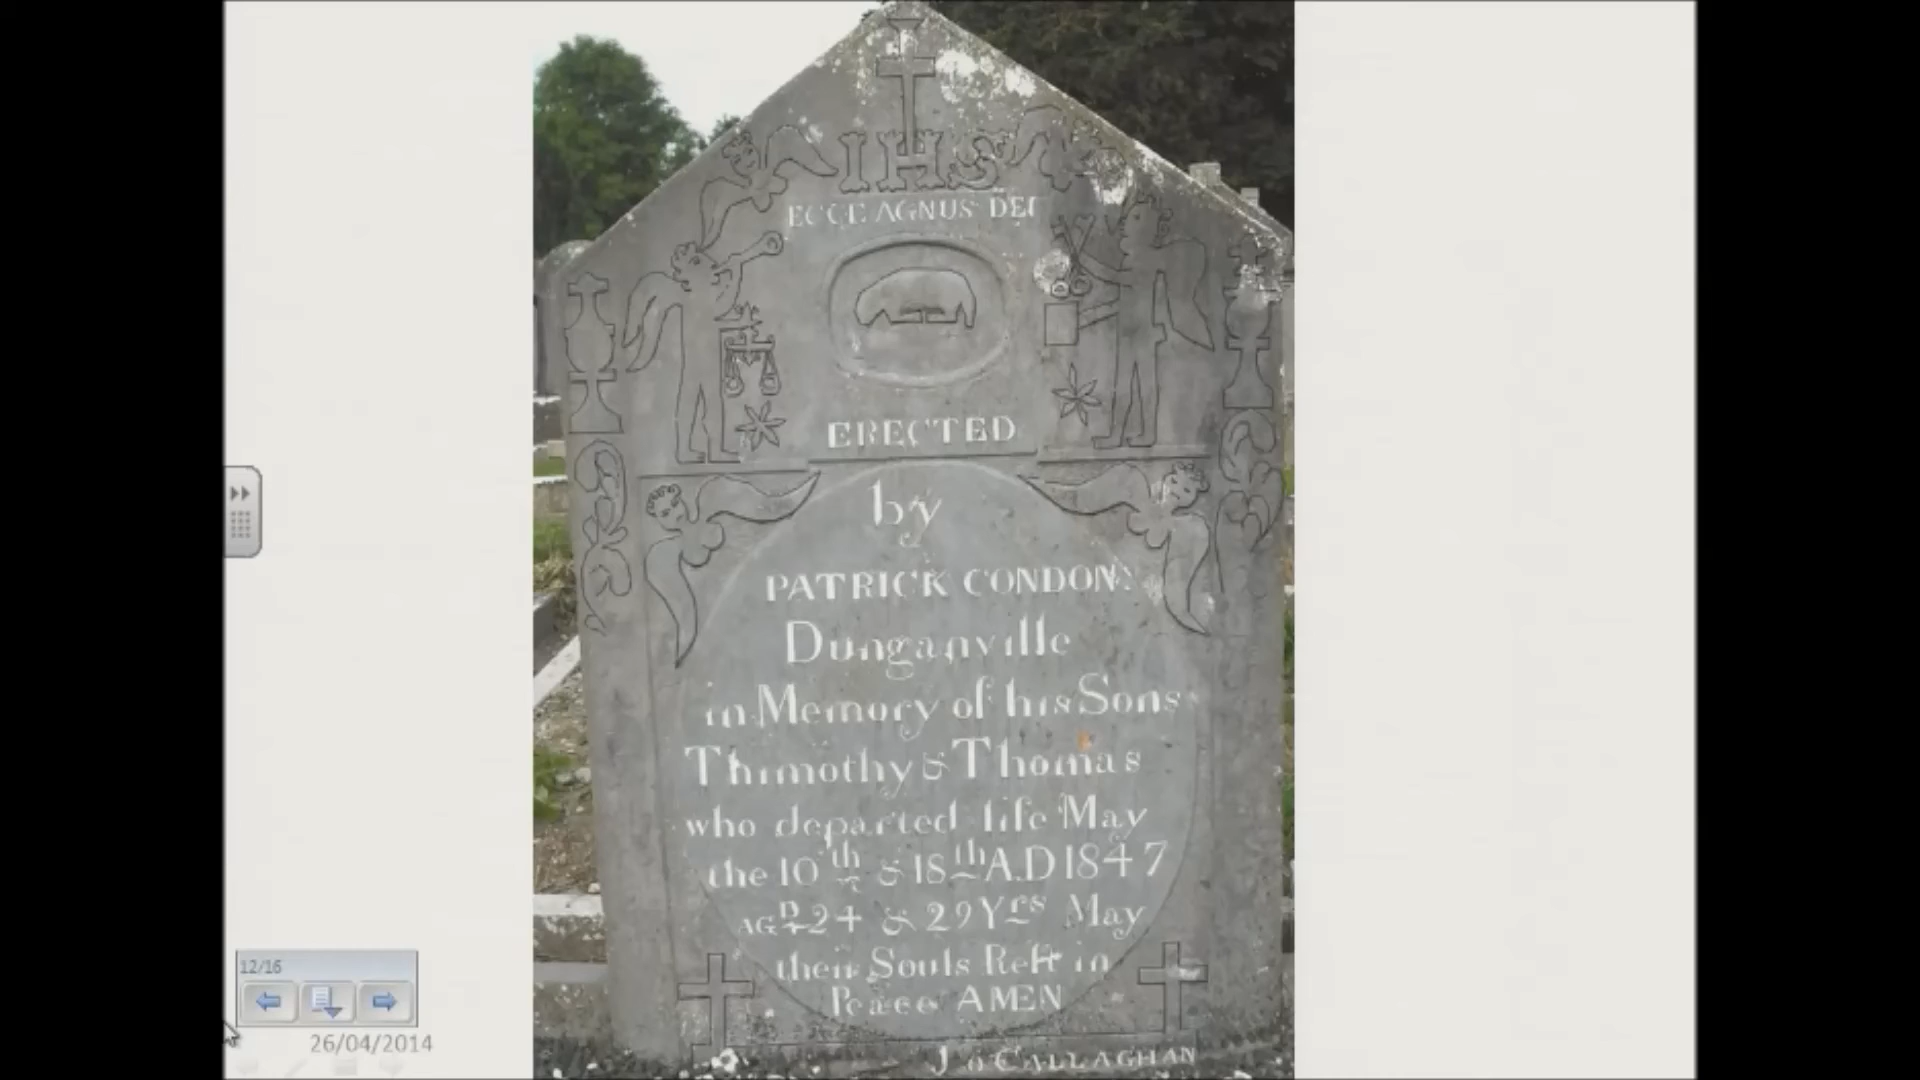 IHS
ECCE AGNUS DEI
ERECTED
by
PATRICK CONDON
Dunganville
in Memory of his Sons
Thimothy & Thomas
who departed life May
the 10th & 18th A.D 1847
AGD 24 & 29 Yrs May
their Souls Rest in
Peace AMEN
J O'CALLAGHAN
12/16
26/04/2014